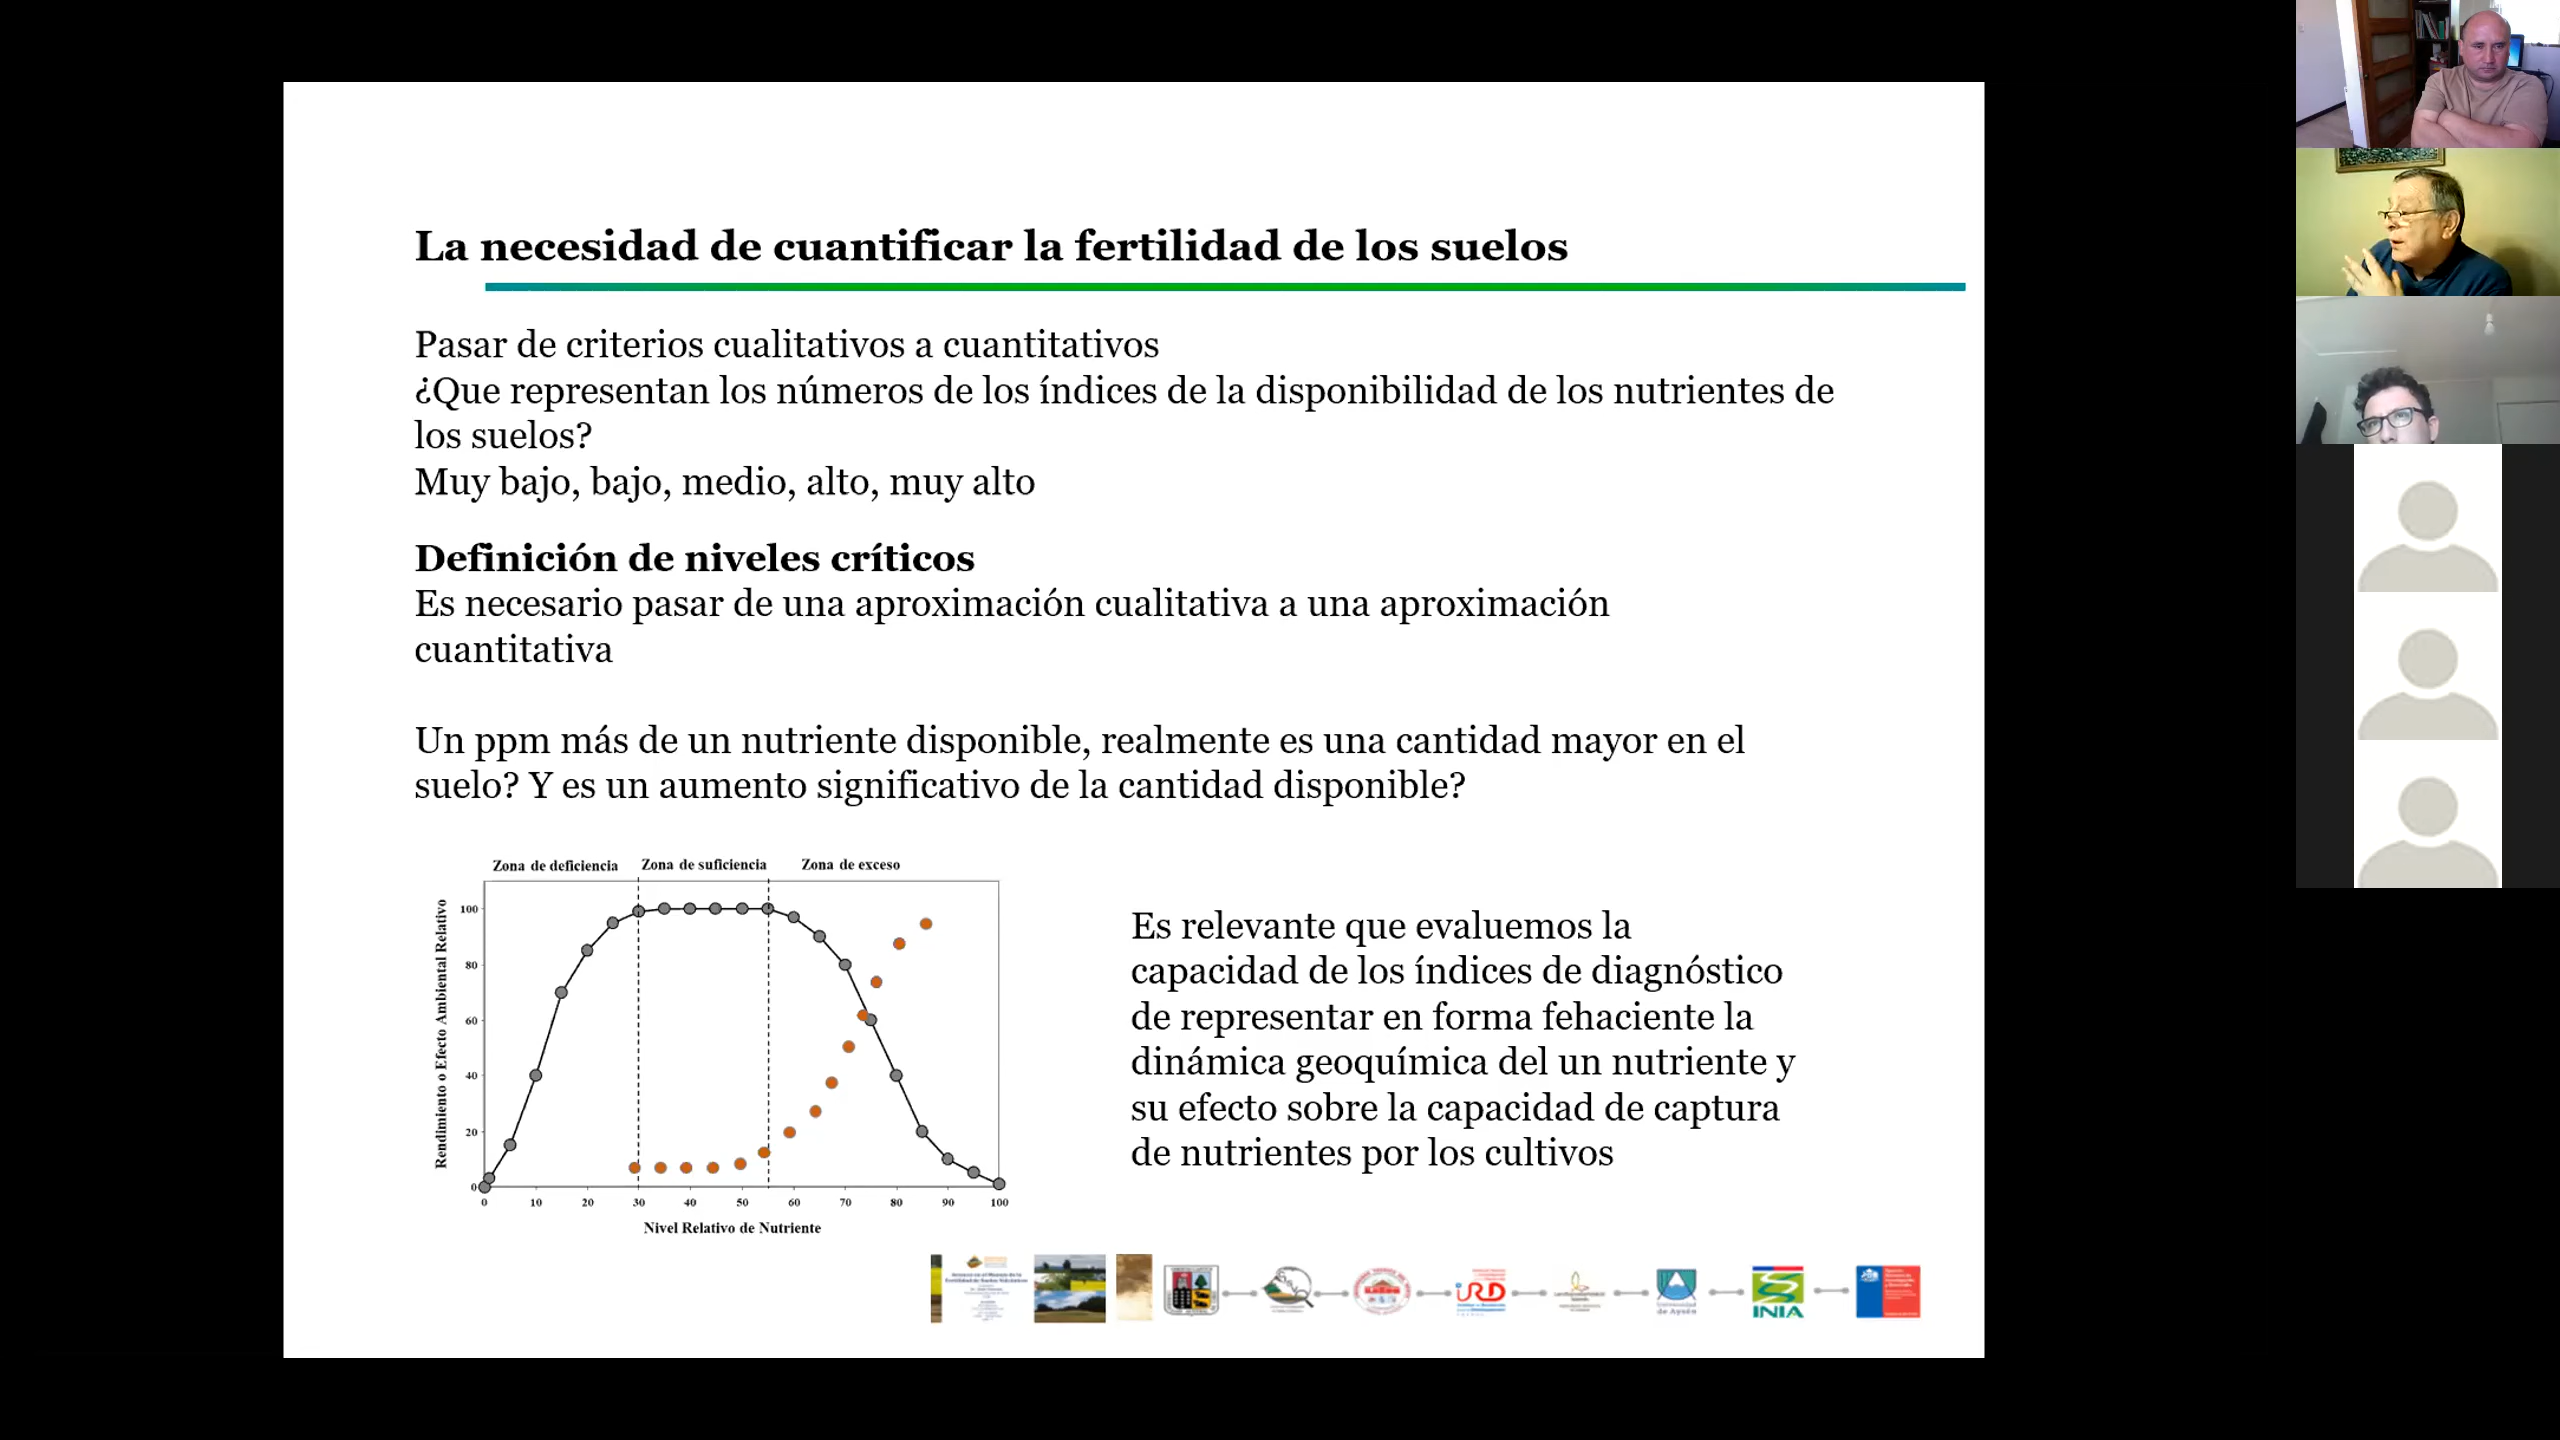 La necesidad de cuantificar la fertilidad de los suelos
Pasar de criterios cualitativos a cuantitativos
¿Que representan los números de los índices de la disponibilidad de los nutrientes de
los suelos?
Muy bajo, bajo, medio, alto, muy alto
Definición de niveles críticos
Es necesario pasar de una aproximación cualitativa a una aproximación
cuantitativa
Un ppm más de un nutriente disponible, realmente es una cantidad mayor en el
suelo? Y es un aumento significativo de la cantidad disponible?
Zona de deficiencia Zona de suficiencia Zona de exceso
Rendimiento o Efecto Ambiental Relativo
100
80
60
40
20
0
0 10 20 30 40 50 60 70 80 90 100
Nivel Relativo de Nutriente
Es relevante que evaluemos la
capacidad de los índices de diagnóstico
de representar en forma fehaciente la
dinámica geoquímica del un nutriente y
su efecto sobre la capacidad de captura
de nutrientes por los cultivos
IRD
Universidad
de Aysén
INIA